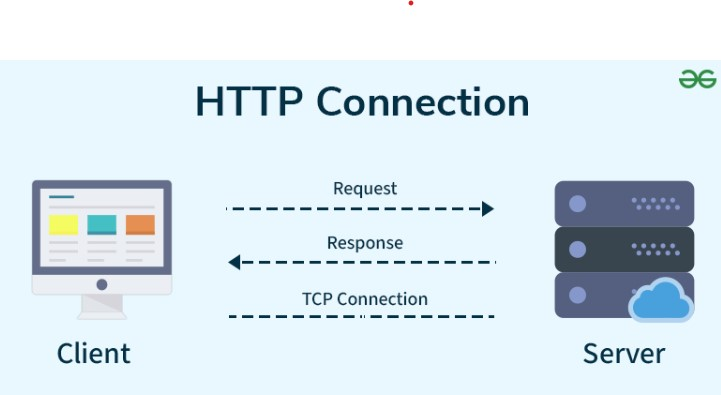 HTTP Connection
Request
Response
TCP Connection
Client
Server